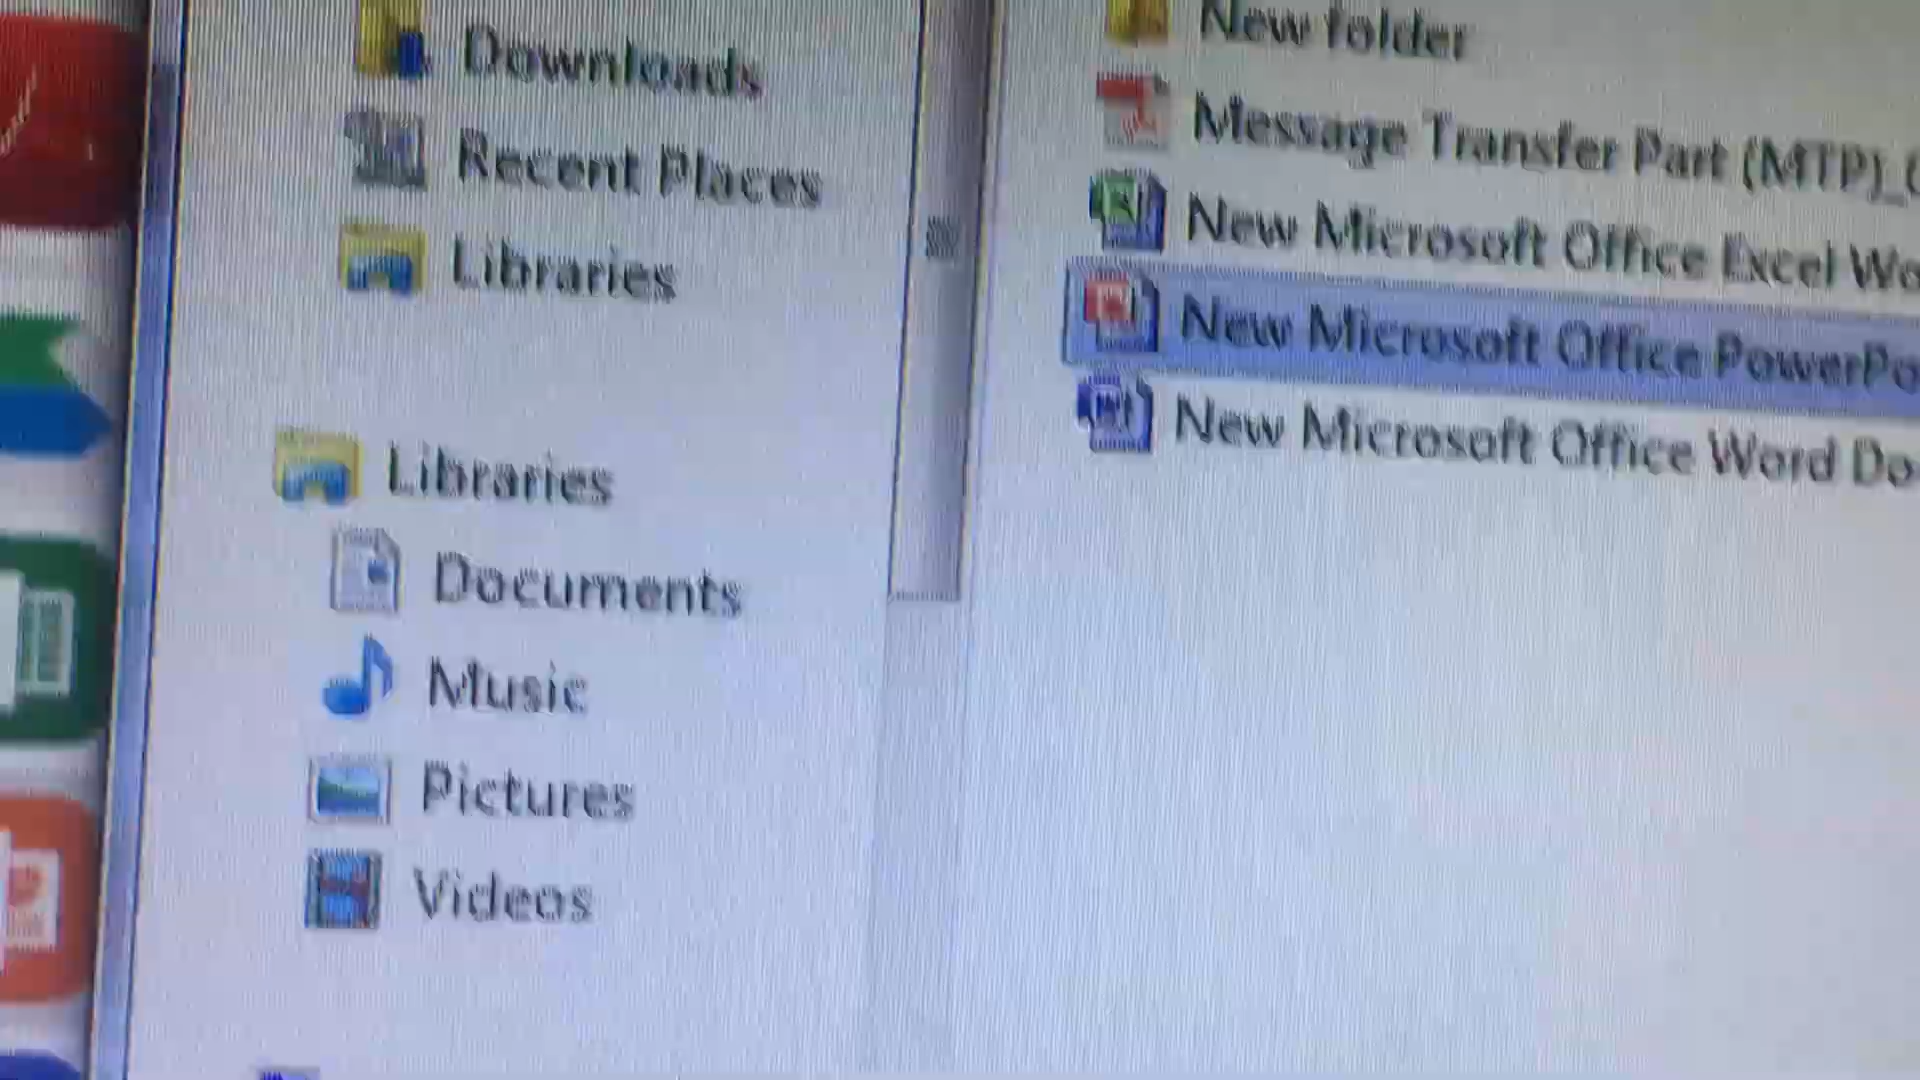 Downloads
Recent Places
Libraries
Libraries
Documents
Music
Pictures
Videos
New folder
Message Transfer Part (MTP)_
New Microsoft Office Excel Wo
New Microsoft Office PowerPo
New Microsoft Office Word Do